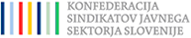 KONFEDERACIJA
SINDIKATOV JAVNEGA
SEKTORJA SLOVENIJE